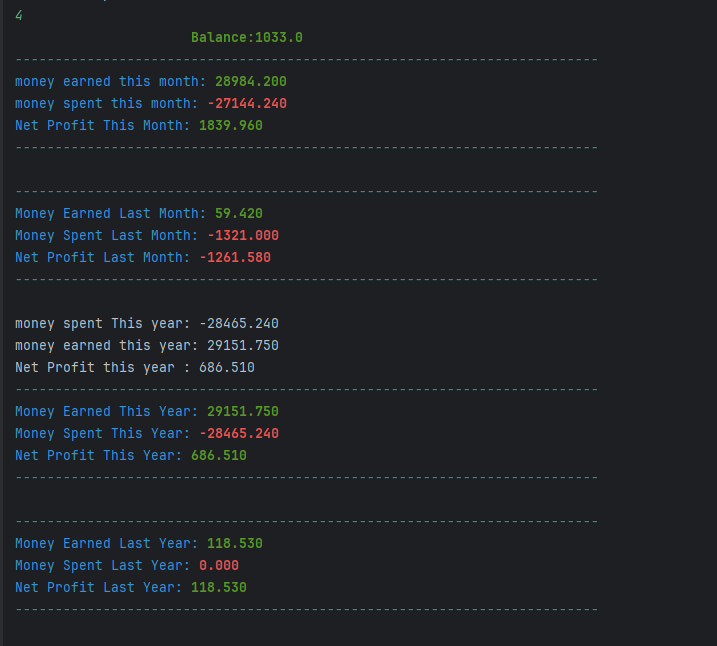 4
Balance:1033.0
-------------------------------------------------------------------------
money earned this month: 28984.200
money spent this month: -27144.240
Net Profit This Month: 1839.960
-------------------------------------------------------------------------
-------------------------------------------------------------------------
Money Earned Last Month: 59.420
Money Spent Last Month: -1321.000
Net Profit Last Month: -1261.580
-------------------------------------------------------------------------
money spent This year: -28465.240
money earned this year: 29151.750
Net Profit this year : 686.510
-------------------------------------------------------------------------
Money Earned This Year: 29151.750
Money Spent This Year: -28465.240
Net Profit This Year: 686.510
-------------------------------------------------------------------------
-------------------------------------------------------------------------
Money Earned Last Year: 118.530
Money Spent Last Year: 0.000
Net Profit Last Year: 118.530
-------------------------------------------------------------------------